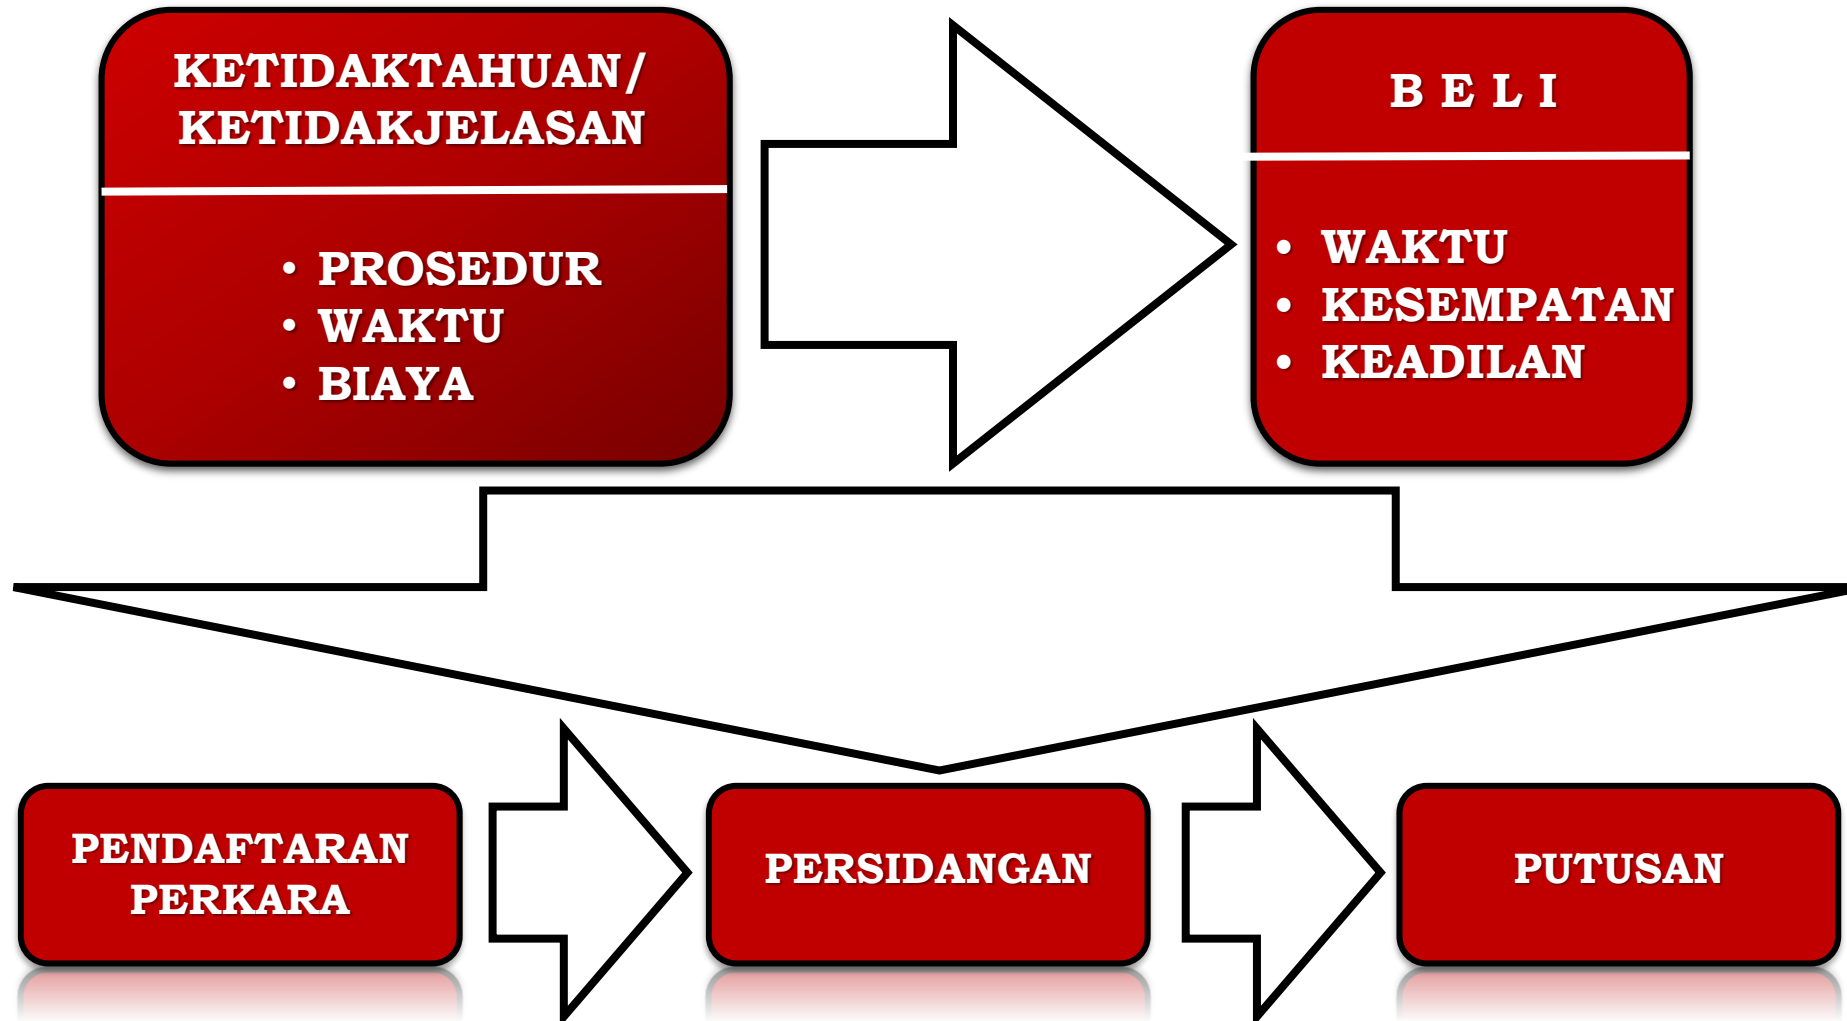 KETIDAKTAHUAN/
KETIDAKJELASAN
• PROSEDUR
• WAKTU
• BIAYA
B E L I
• WAKTU
• KESEMPATAN
• KEADILAN
PENDAFTARAN
PERKARA
PERSIDANGAN
PUTUSAN